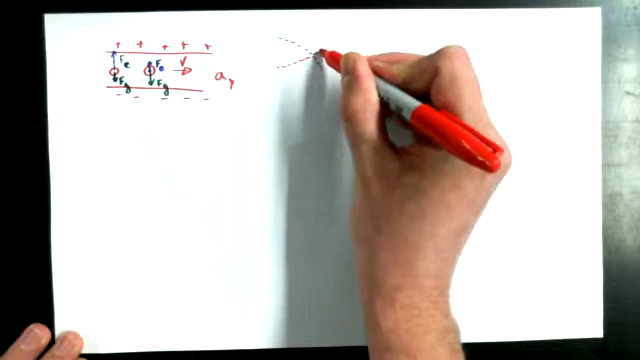 + + + + +
Fe Fe v
Fg Fg ay
- - - - -